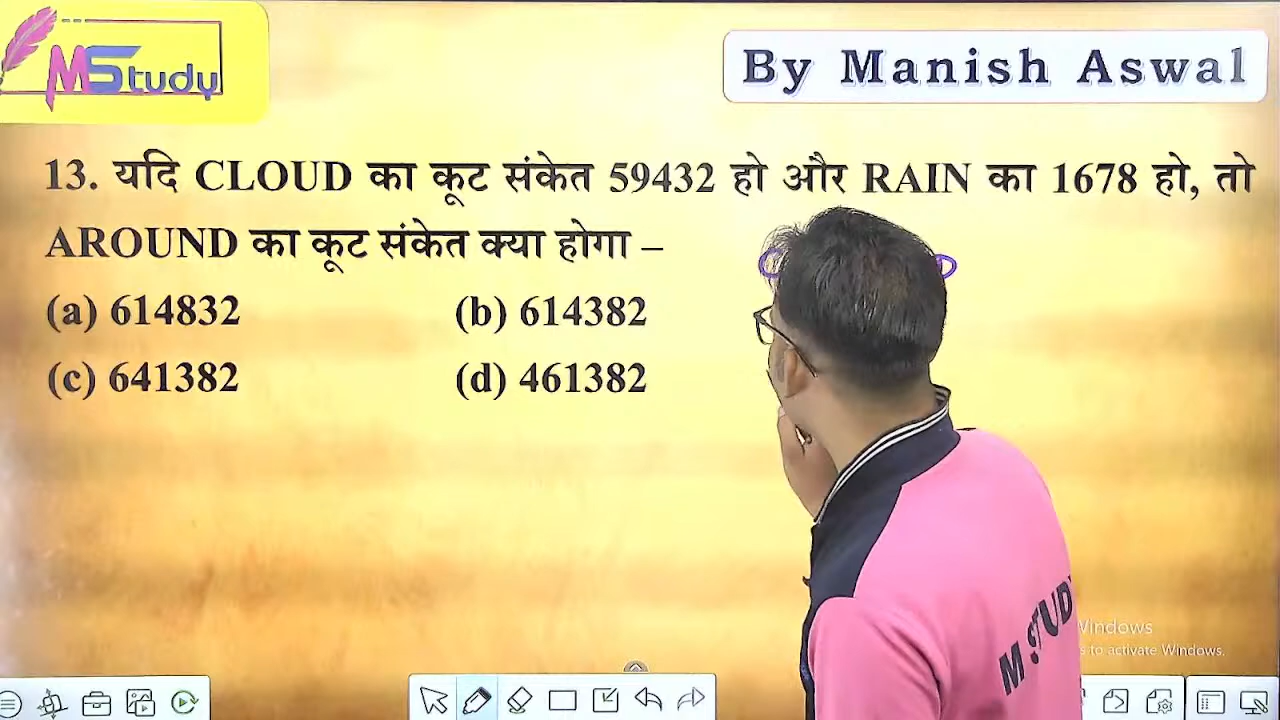 MStudy
By Manish Aswal
13. यदि CLOUD का कूट संकेत 59432 हो और RAIN का 1678 हो, तो
AROUND का कूट संकेत क्या होगा –
(a) 614832 (b) 614382
(c) 641382 (d) 461382
M STUDY
Windows
s to activate Windows.